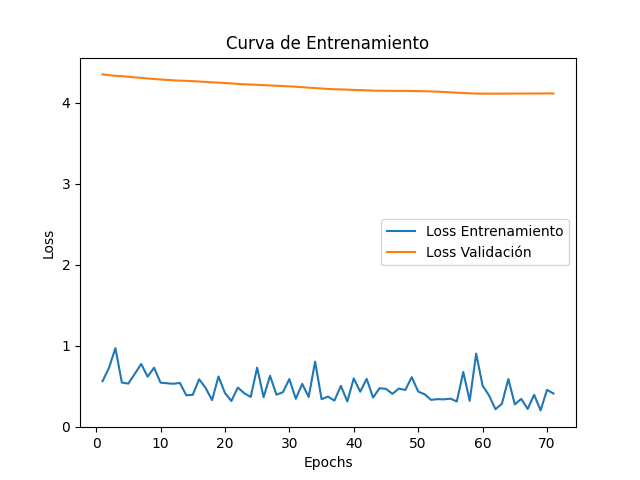 Curva de Entrenamiento
Loss
4
3
2
1
0
Loss Entrenamiento
Loss Validación
0 10 20 30 40 50 60 70
Epochs